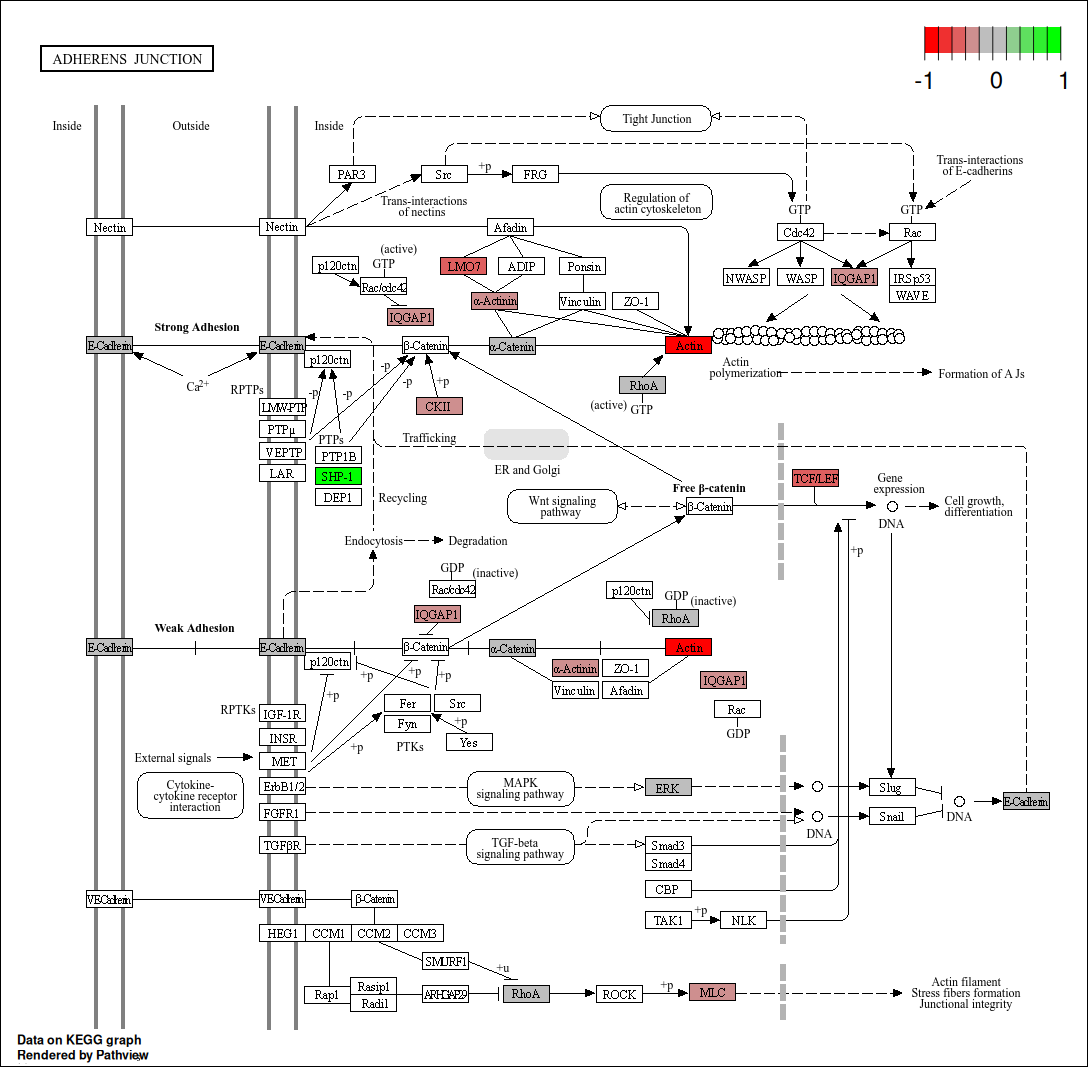 ADHERENS JUNCTION
-1 0 1
Inside
Outside
Inside
Tight Junction
PAR3
Src
+p
FRG
Trans-interactions
of E-cadherins
Trans-interactions
of nectins
Regulation of
actin cytoskeleton
GTP
GTP
Nectin
Nectin
Afadin
Cdc42
Rac
(active)
GTP
p120ctn
Rac/cdc42
IQGAP1
LMO7
ADIP
Ponsin
α-Actinin
Vinculin
ZO-1
NWASP
WASP
IQGAP1
IRSp53
WAVE
Strong Adhesion
E-Cadherin
E-Cadherin
p120ctn
β-Catenin
α-Catenin
Actin
Actin
polymerization
Formation of AJs
Ca2+
RPTPs
-p
-p
-p
-p
+p
CKII
RhoA
(active)
GTP
LMW-PTP
PTPμ
VEPTP
LAR
PTPs
PTP1B
SHP-1
DEP1
Trafficking
ER and Golgi
Recycling
Free β-catenin
β-Catenin
Wnt signaling
pathway
TCF/LEF
Gene
expression
DNA
Cell growth,
differentiation
+p
Endocytosis
Degradation
GDP
(inactive)
Rac/cdc42
IQGAP1
p120ctn
GDP
(inactive)
RhoA
Weak Adhesion
E-Cadherin
E-Cadherin
p120ctn
β-Catenin
α-Catenin
Actin
α-Actinin
ZO-1
Vinculin
Afadin
IQGAP1
Rac
GDP
+p
+p
+p
+p
+p
+p
Fer
Src
Fyn
Yes
PTKs
RPTKs
IGF-1R
INSR
MET
External signals
Cytokine-
cytokine receptor
interaction
ErbB1/2
FGFR1
TGFβR
MAPK
signaling pathway
ERK
TGF-beta
signaling pathway
Smad3
Smad4
CBP
TAK1
+p
NLK
DNA
Slug
Snail
DNA
E-Cadherin
VE-Cadherin
VE-Cadherin
β-Catenin
HEG1
CCM1
CCM2
CCM3
SMURF1
+u
Rap1
Rasip1
Radil
ARHGAP29
RhoA
ROCK
+p
MLC
Actin filament
Stress fibers formation
Junctional integrity
Data on KEGG graph
Rendered by Pathview